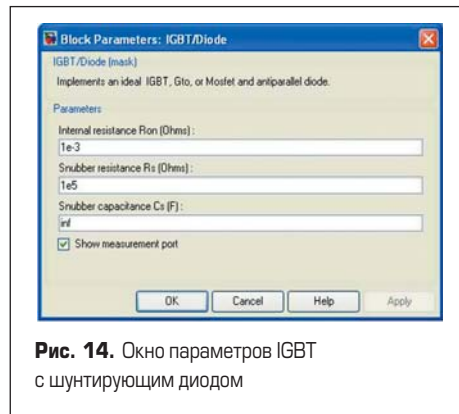 Block Parameters: IGBT/Diode
IGBT/Diode (mask)
Implements an ideal IGBT, Gto, or Mosfet and antiparallel diode.
Parameters
Internal resistance Ron (Ohms) :
1e-3
Snubber resistance Rs (Ohms) :
1e5
Snubber capacitance Cs (F) :
inf
Show measurement port
OK Cancel Help Apply
Рис. 14. Окно параметров IGBT
с шунтирующим диодом